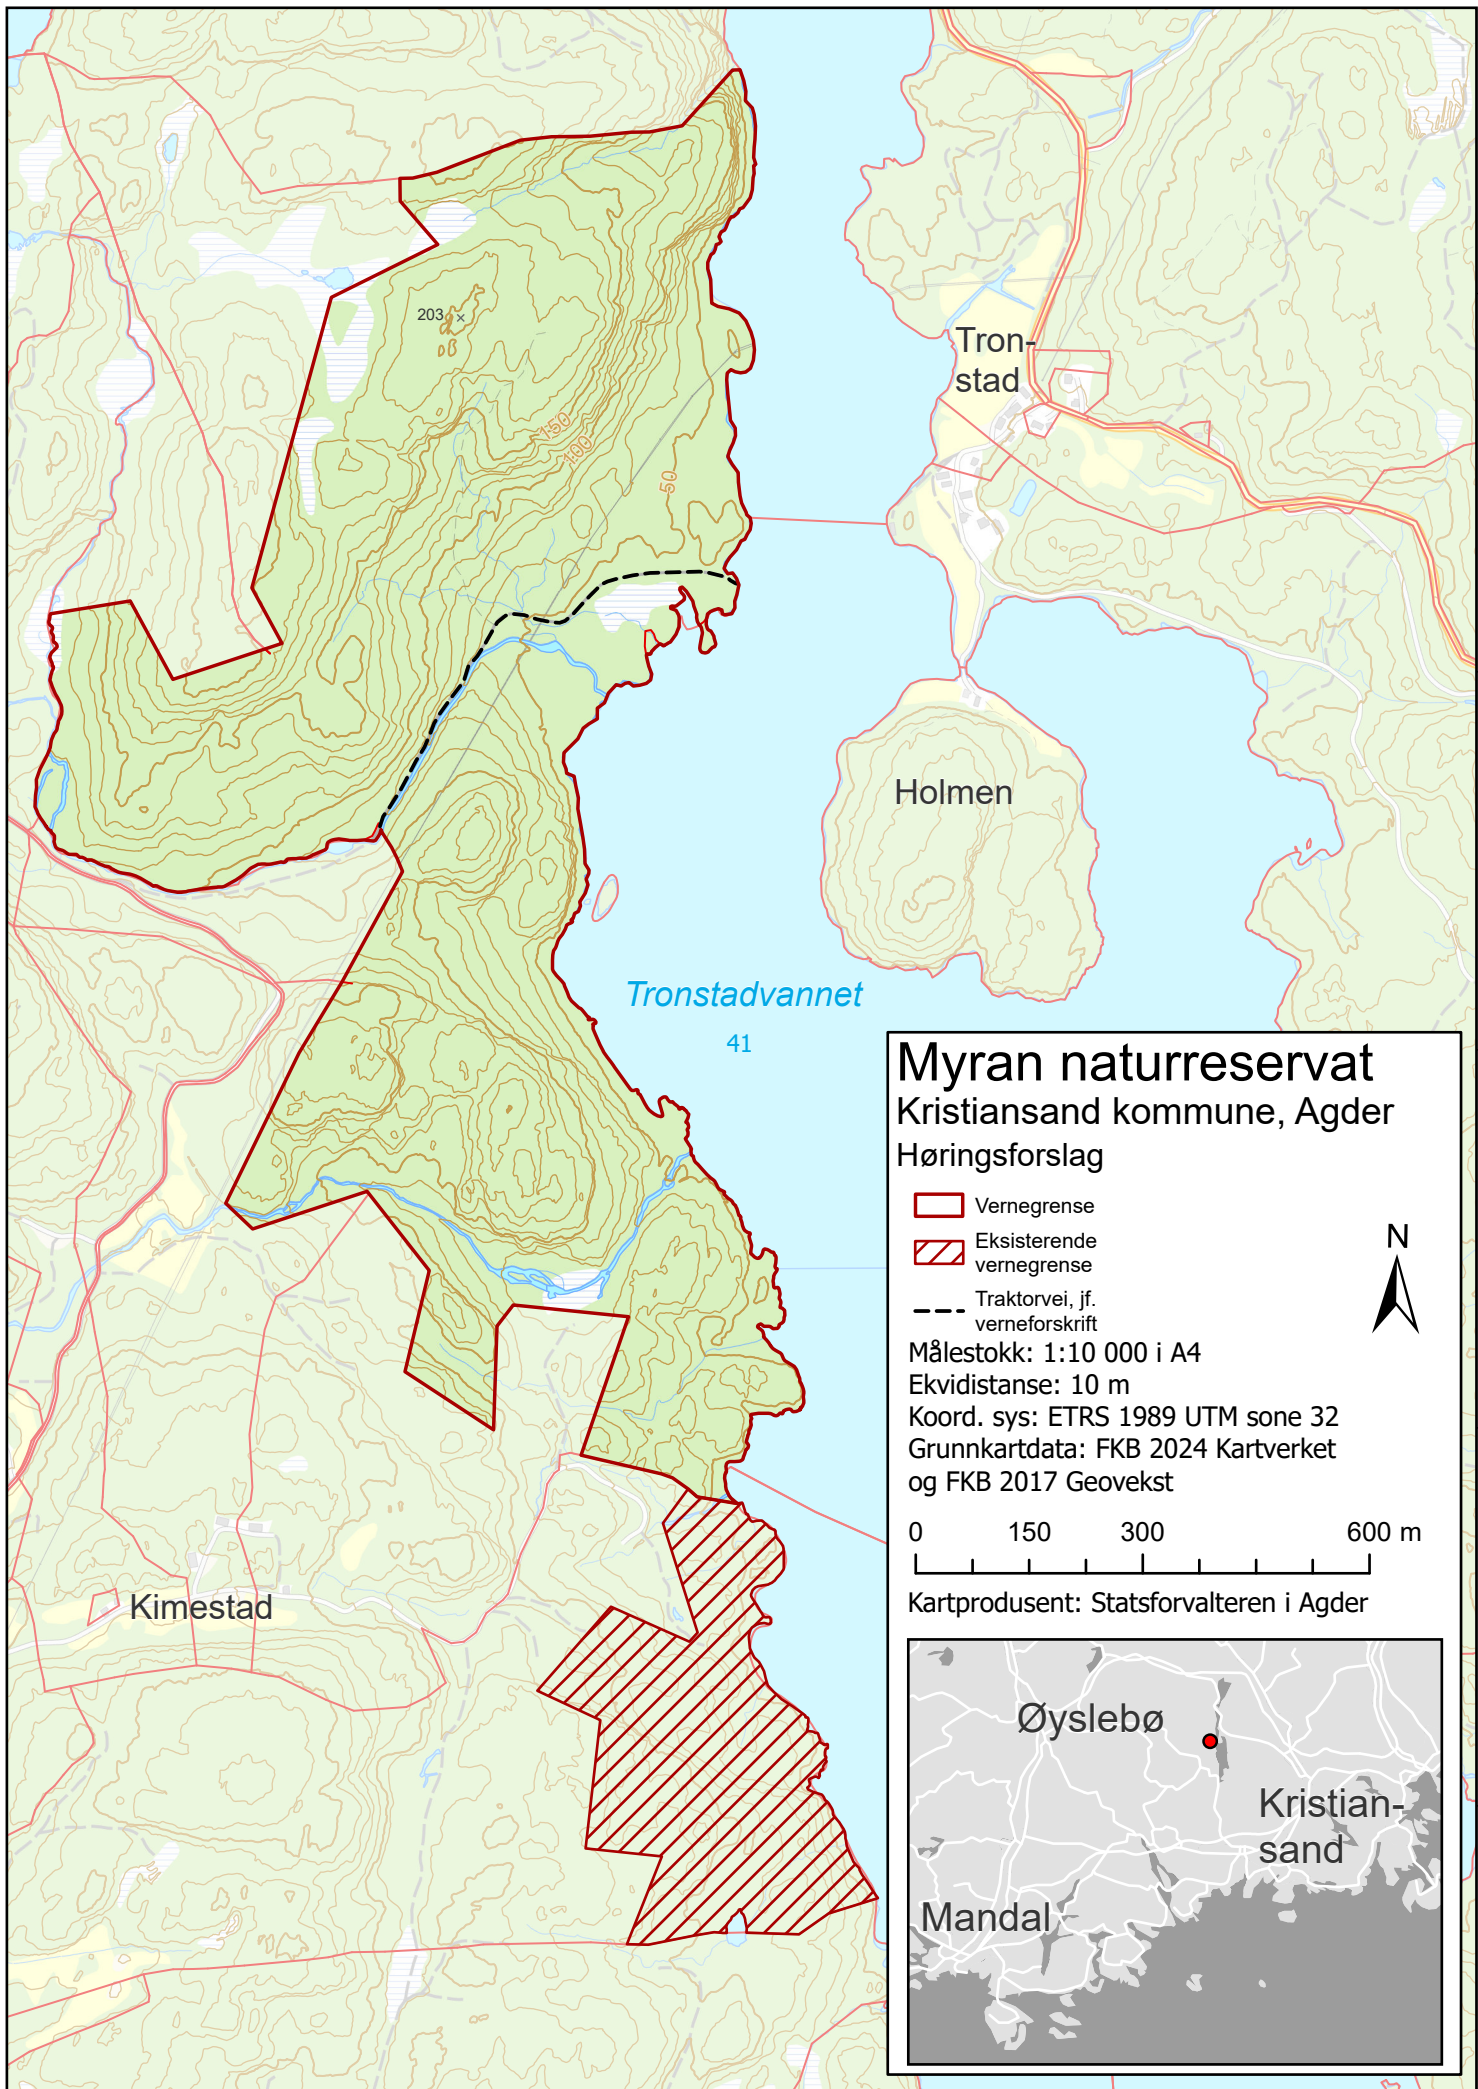 203
Tron-
stad
150
100
50
Holmen
Tronstadvannet
41
Kimestad
Myran naturreservat
Kristiansand kommune, Agder
Høringsforslag
Vernegrense
Eksisterende
vernegrense
Traktorvei, jf.
verneforskrift
N
Målestokk: 1:10 000 i A4
Ekvidistanse: 10 m
Koord. sys: ETRS 1989 UTM sone 32
Grunnkartdata: FKB 2024 Kartverket
og FKB 2017 Geovekst
0 150 300 600 m
Kartprodusent: Statsforvalteren i Agder
Øyslebø
Kristian-
sand
Mandal